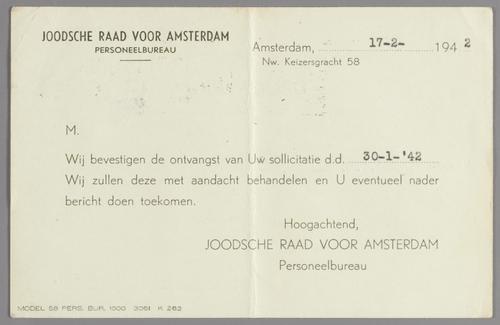 JOODSCHE RAAD VOOR AMSTERDAM
PERSONEELBUREAU
Amsterdam, 17-2- 1942
Nw. Keizersgracht 58
M.
Wij bevestigen de ontvangst van Uw sollicitatie d.d. 30-1-'42
Wij zullen deze met aandacht behandelen en U eventueel nader
bericht doen toekomen.
Hoogachtend,
JOODSCHE RAAD VOOR AMSTERDAM
Personeelbureau
MODEL 58 PERS. BUR. 1000 3061 K 262